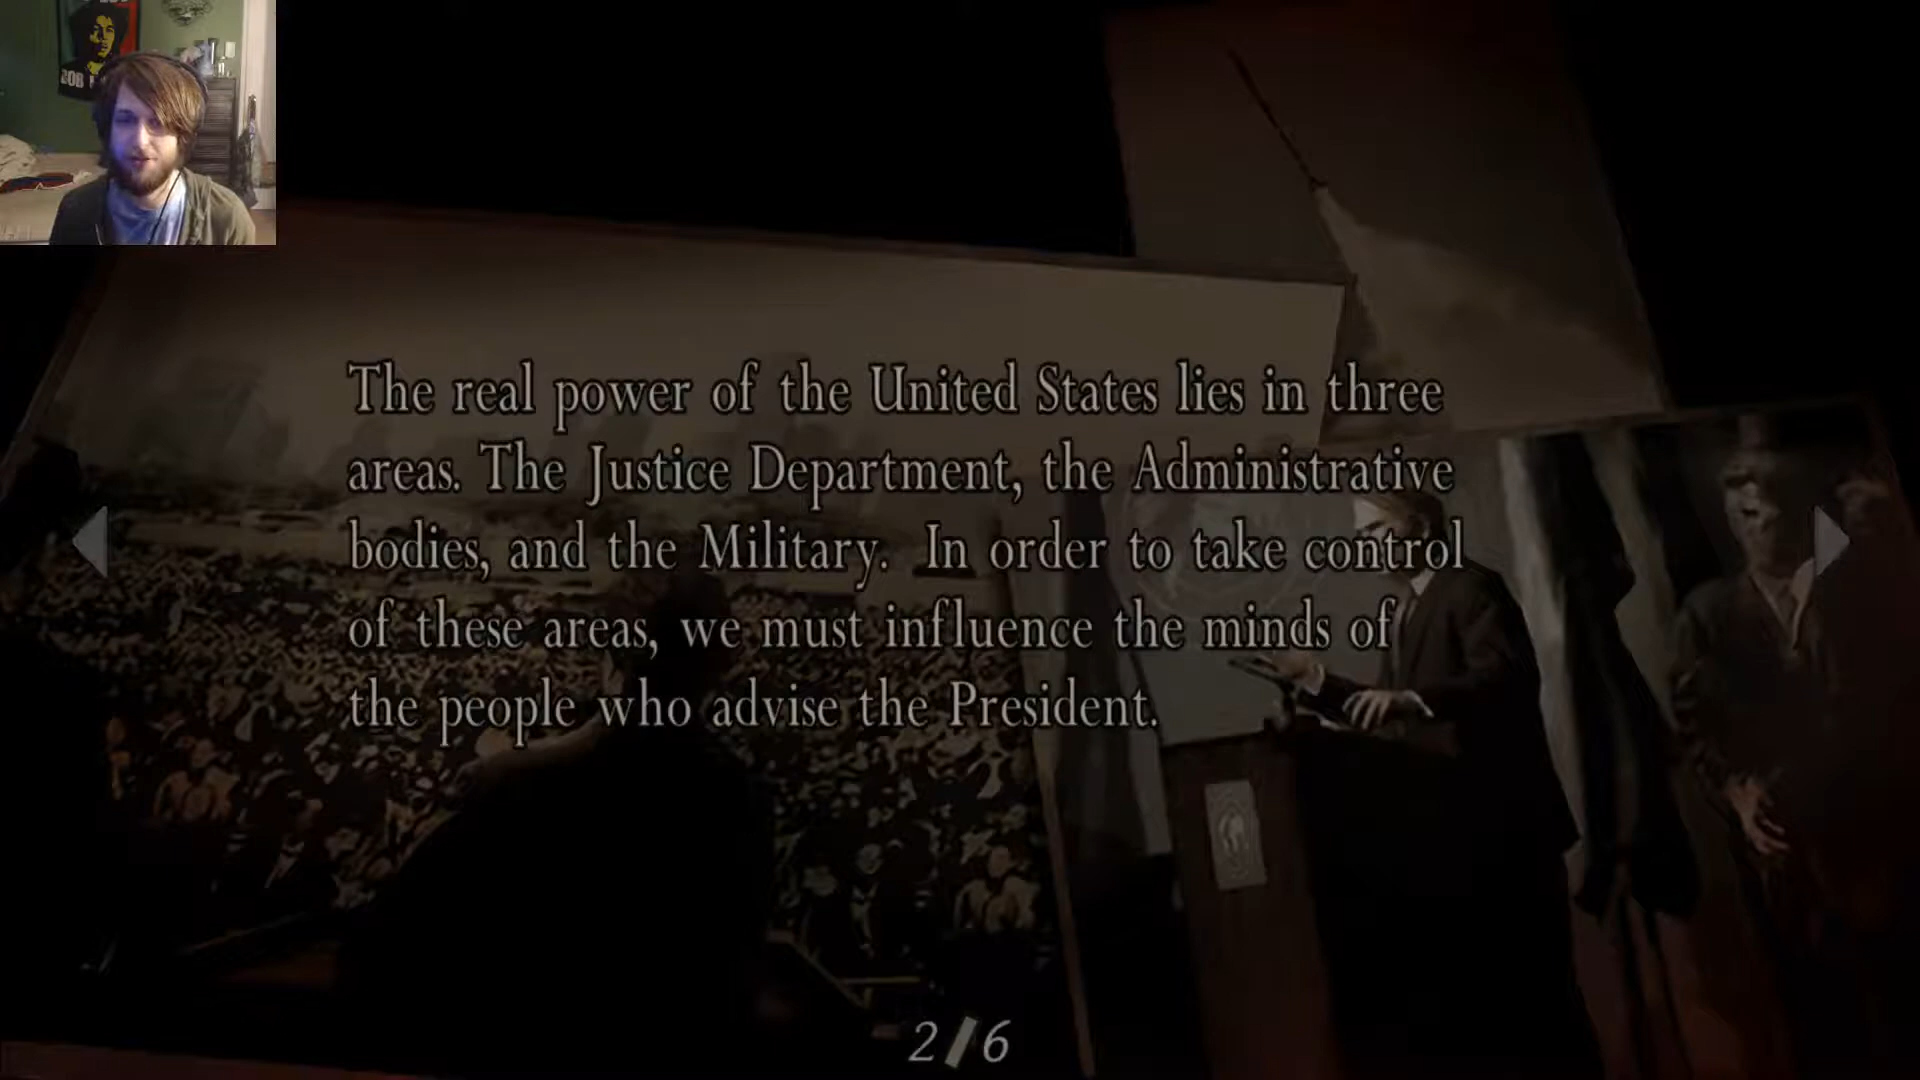 BOB
The real power of the United States lies in three
areas. The Justice Department, the Administrative
bodies, and the Military. In order to take control
of these areas, we must influence the minds of
the people who advise the President.
2/6